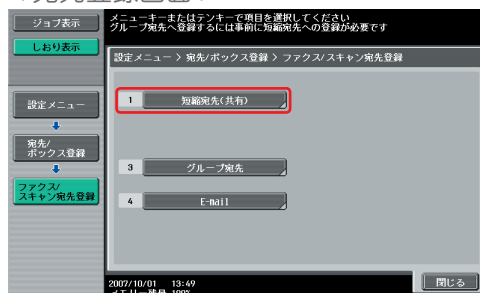 ジョブ表示
しおり表示
メニューキーまたはテンキーで項目を選択してください
グループ宛先へ登録するには事前に短縮宛先への登録が必要です
設定メニュー > 宛先/ボックス登録 > ファクス/スキャン宛先登録
設定メニュー
宛先/
ボックス登録
ファクス/
スキャン宛先登録
1 短縮宛先(共有)
3 グループ宛先
4 E-mail
2007/10/01 13:49
メモリー残量 100%
閉じる